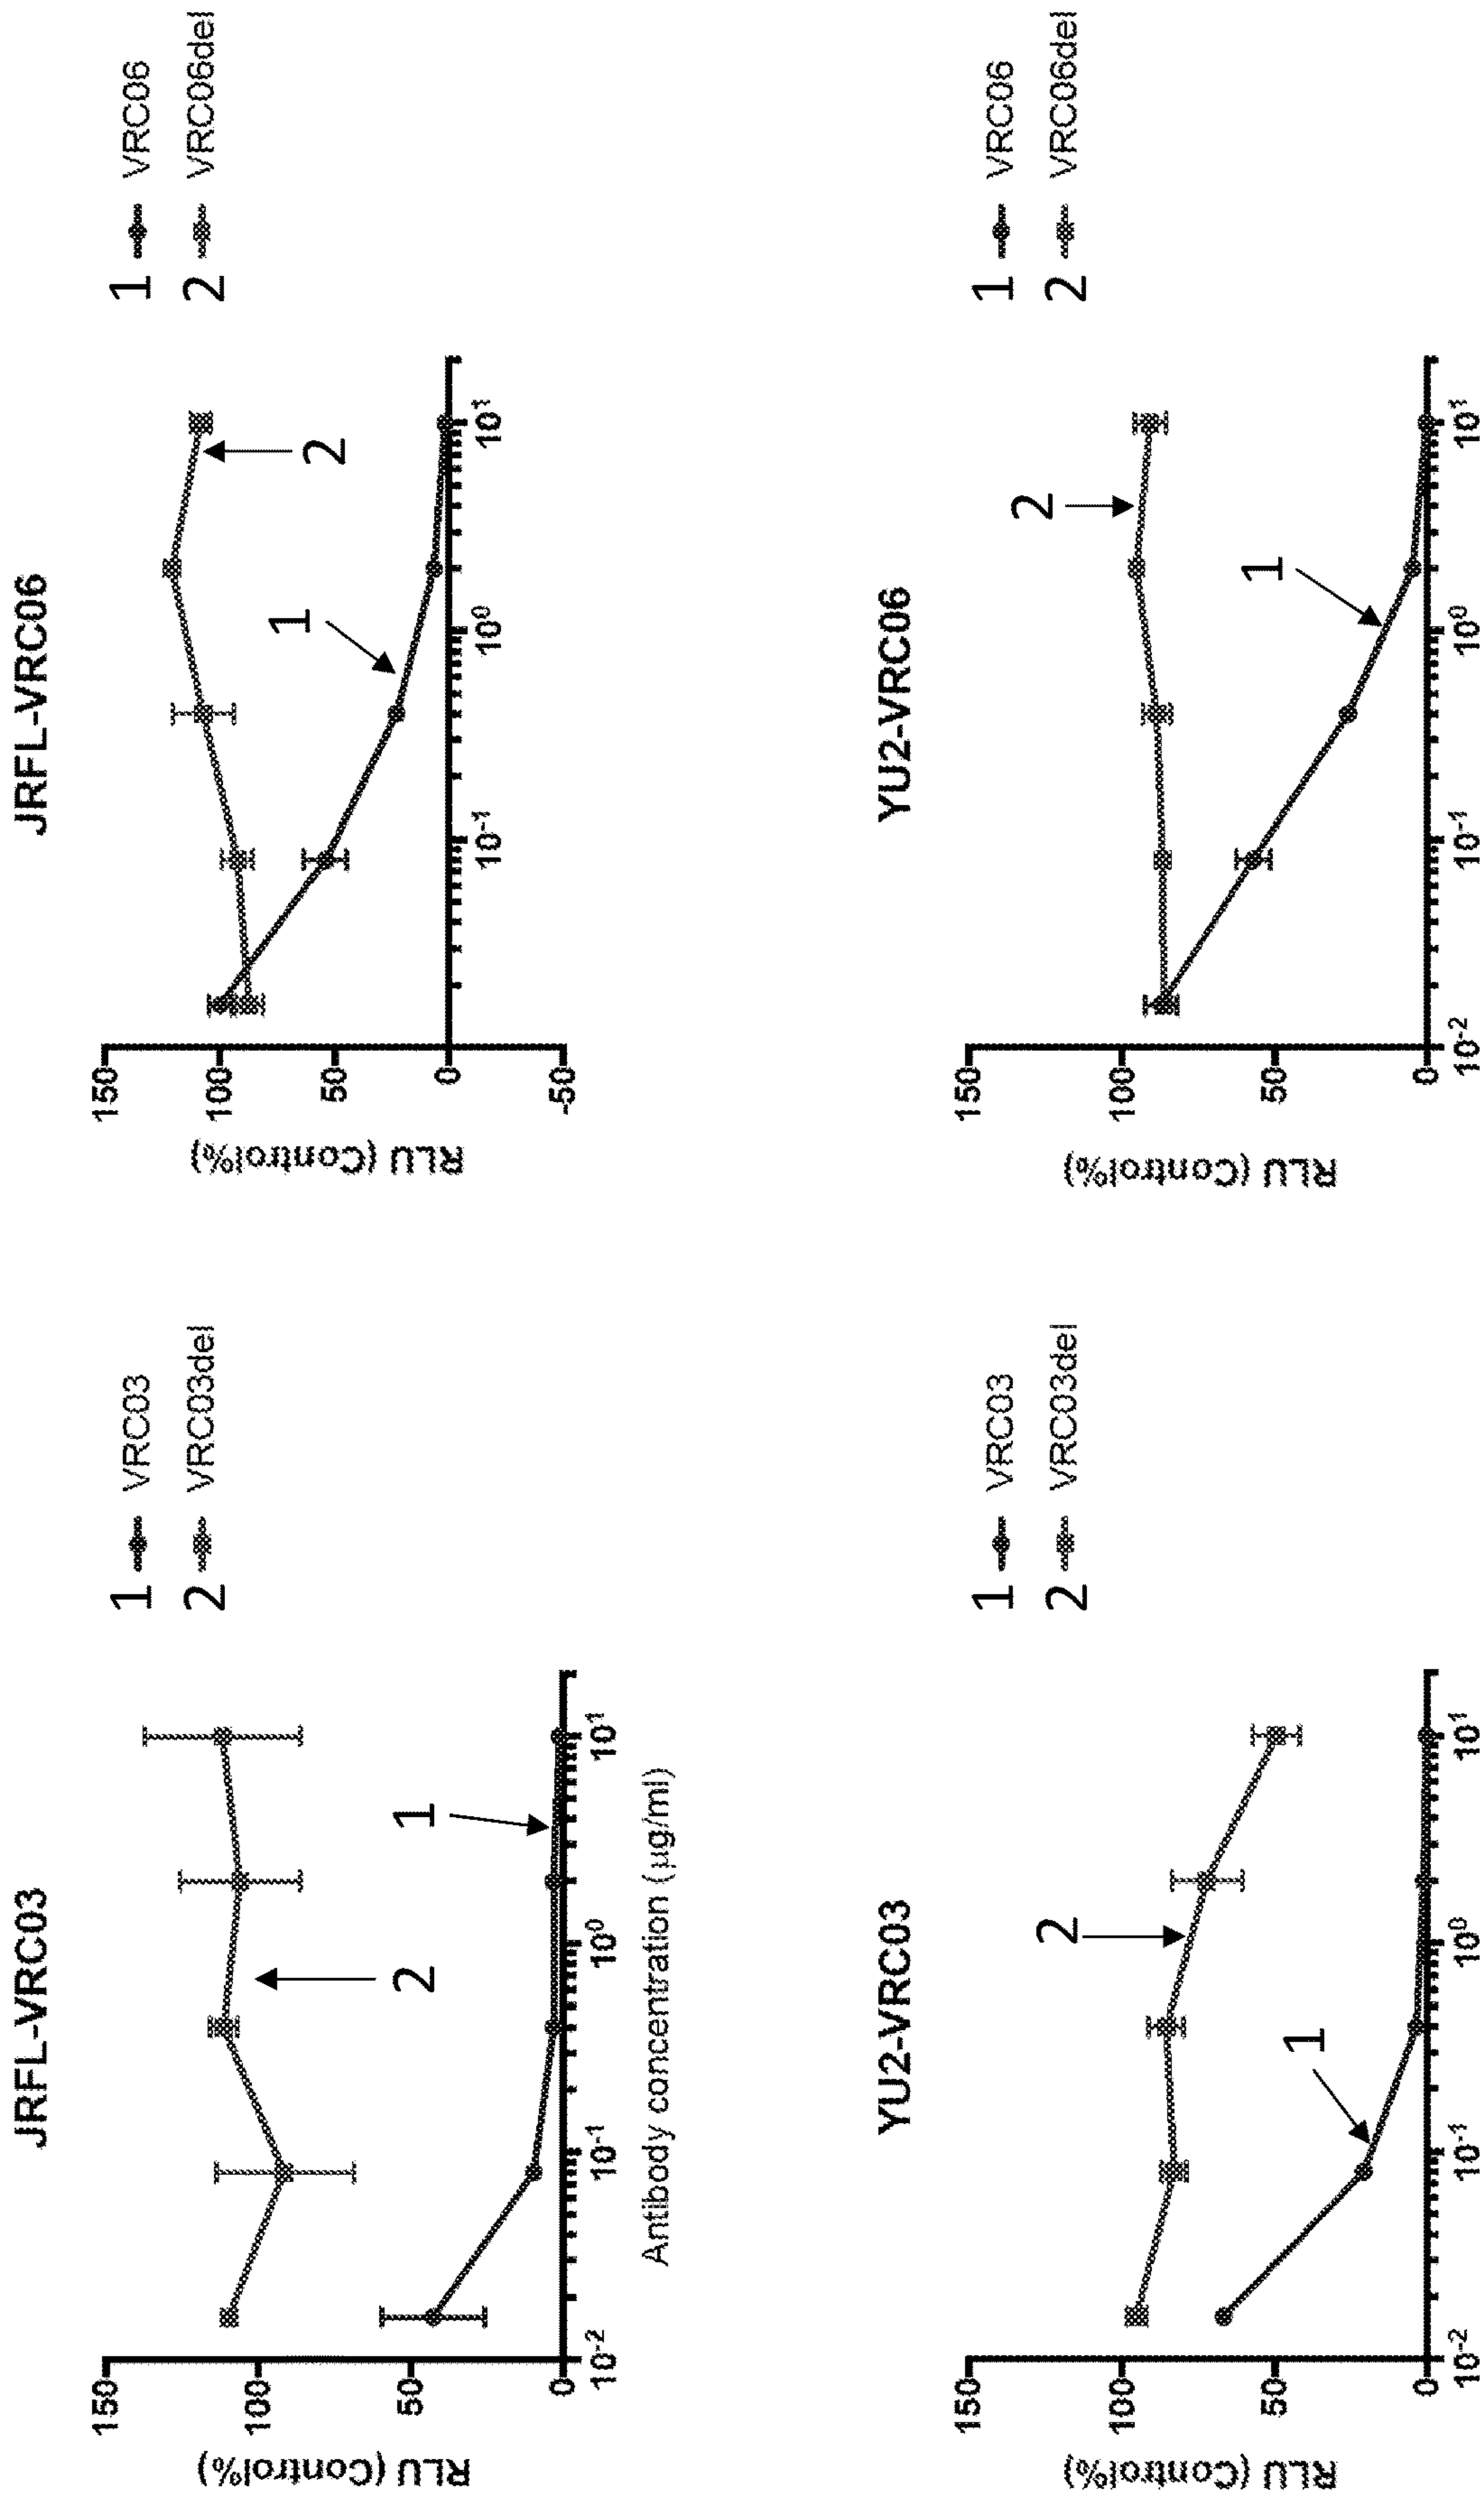 JRFL-VRC03
1 VRC03
2 VRC03del
RLU (Control%)
150
100
50
0
2
1
10-2
10-1
100
101
Antibody concentration (µg/ml)
JRFL-VRC06
1 VRC06
2 VRC06del
RLU (Control%)
150
100
50
0
-50
2
1
10-1
100
101
YU2-VRC03
1 VRC03
2 VRC03del
RLU (Control%)
150
100
50
0
2
1
10-2
10-1
100
101
YU2-VRC06
1 VRC06
2 VRC06del
RLU (Control%)
150
100
50
0
2
1
10-2
10-1
100
101